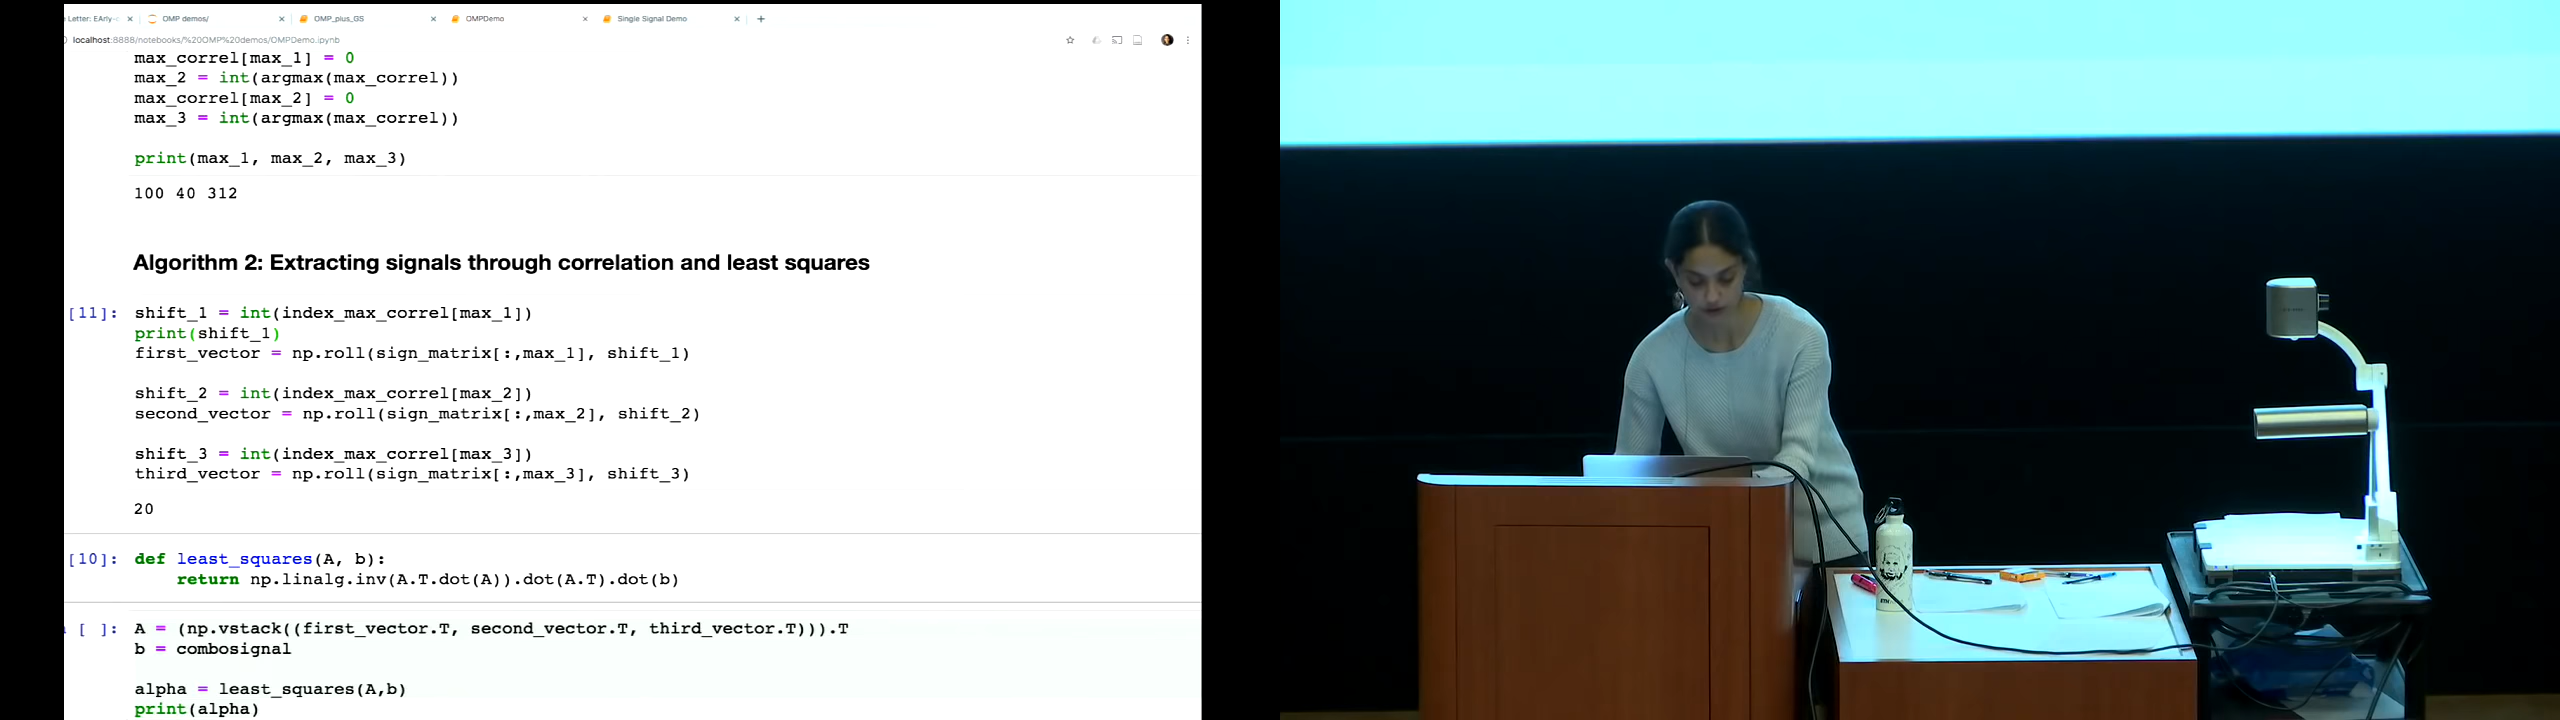 e Letter: EArly-c
OMP demos/
OMP_plus_GS
OMPDemo
Single Signal Demo
localhost:8888/notebooks/%20OMP%20demos/OMPDemo.ipynb
max_correl[max_1] = 0
max_2 = int(argmax(max_correl))
max_correl[max_2] = 0
max_3 = int(argmax(max_correl))
print(max_1, max_2, max_3)
100 40 312
Algorithm 2: Extracting signals through correlation and least squares
[11]: shift_1 = int(index_max_correl[max_1])
print(shift_1)
first_vector = np.roll(sign_matrix[:,max_1], shift_1)
shift_2 = int(index_max_correl[max_2])
second_vector = np.roll(sign_matrix[:,max_2], shift_2)
shift_3 = int(index_max_correl[max_3])
third_vector = np.roll(sign_matrix[:,max_3], shift_3)
20
[10]: def least_squares(A, b):
return np.linalg.inv(A.T.dot(A)).dot(A.T).dot(b)
[ ]: A = (np.vstack((first_vector.T, second_vector.T, third_vector.T))).T
b = combosignal
alpha = least_squares(A,b)
print(alpha)
ETH